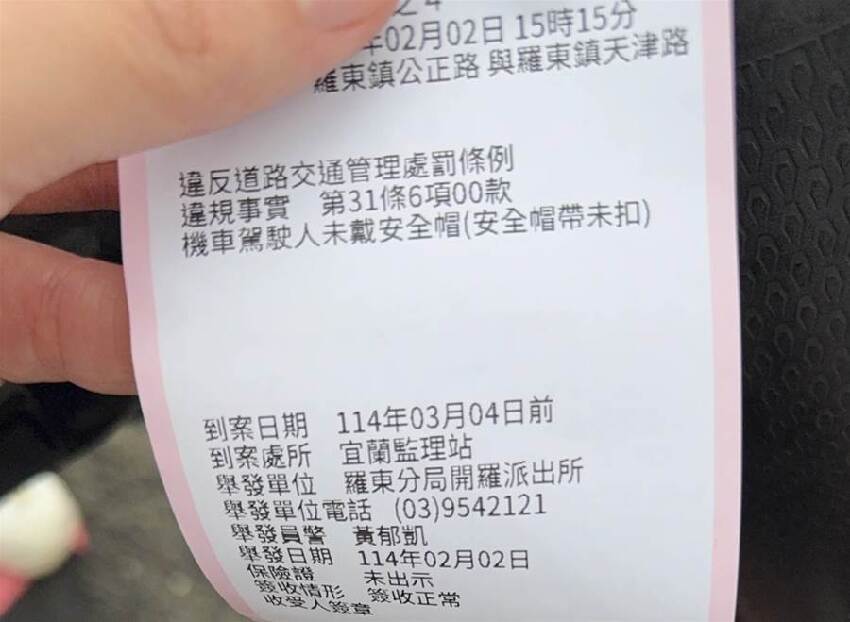 之4
年02月02日 15時15分
羅東鎮公正路 與羅東鎮天津路
違反道路交通管理處罰條例
違規事實 第31條6項00款
機車駕駛人未戴安全帽(安全帽帶未扣)
到案日期 114年03月04日前
到案處所 宜蘭監理站
舉發單位 羅東分局開羅派出所
舉發單位電話 (03)9542121
舉發員警 黃郁凱
舉發日期 114年02月02日
保險證 未出示
簽收情形 簽收正常
收受人簽章